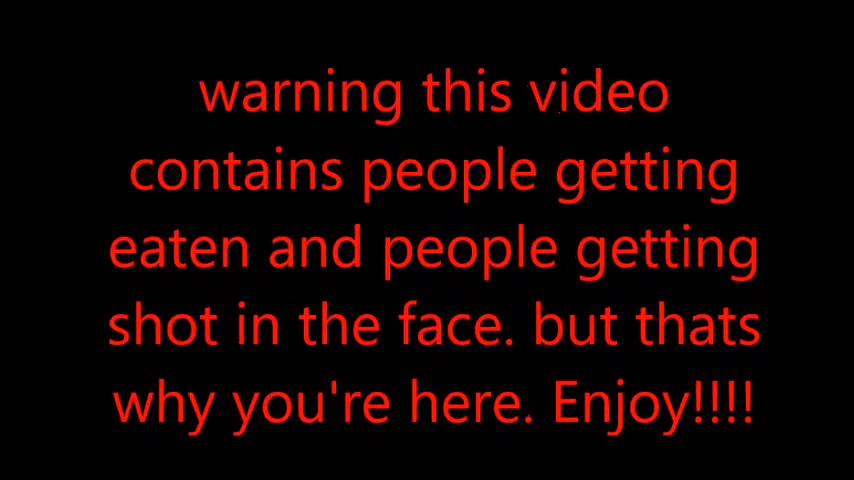 warning this video
contains people getting
eaten and people getting
shot in the face. but thats
why you're here. Enjoy!!!!